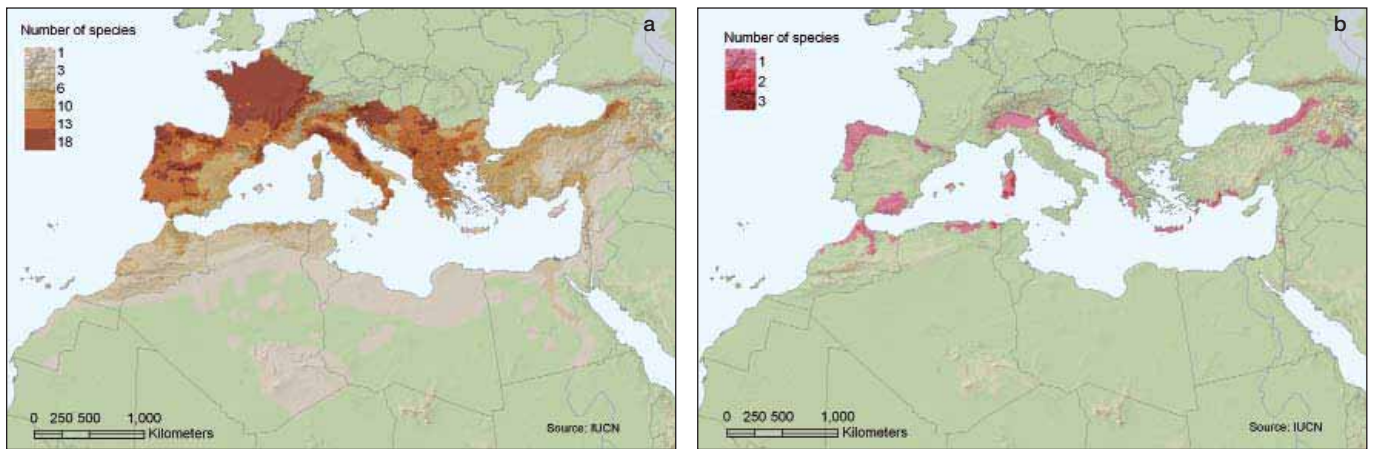 a
Number of species
1
3
6
10
13
18
0 250 500 1,000
Kilometers
Source: IUCN
b
Number of species
1
2
3
0 250 500 1,000
Kilometers
Source: IUCN